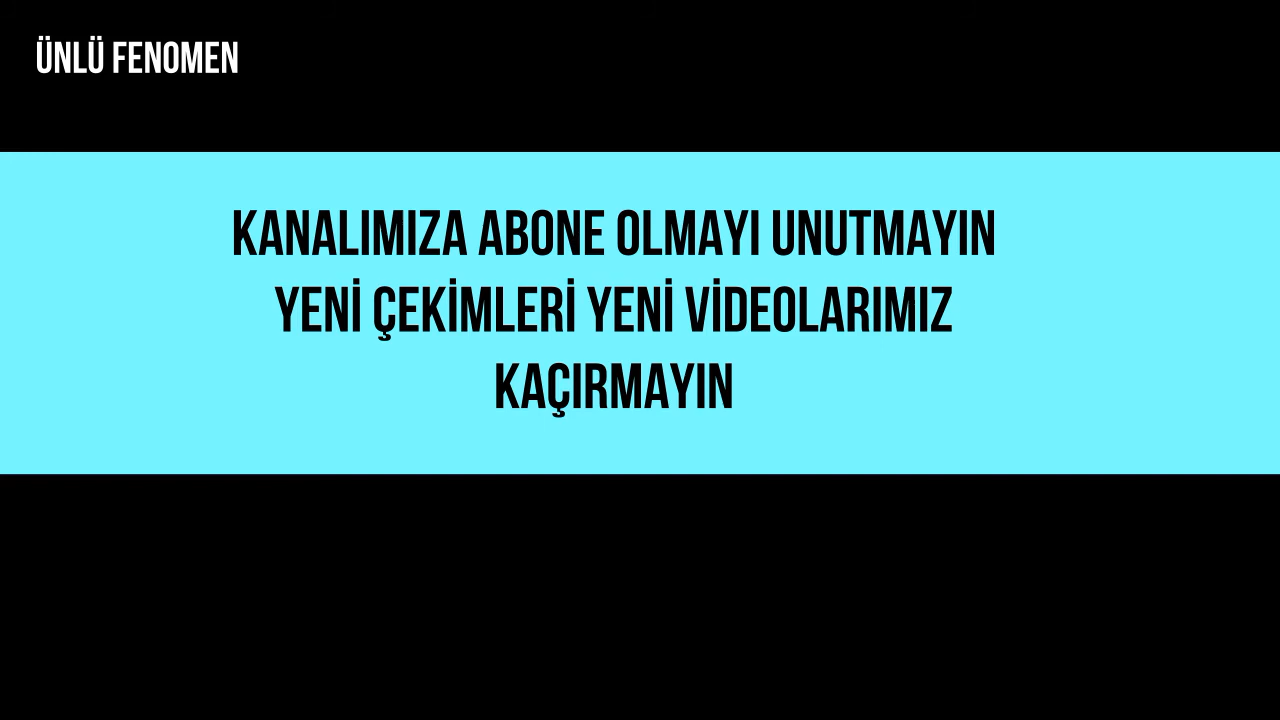 ÜNLÜ FENOMEN
KANALIMIZA ABONE OLMAYI UNUTMAYIN
YENİ ÇEKİMLERİ YENİ VİDEOLARIMIZ
KAÇIRMAYIN